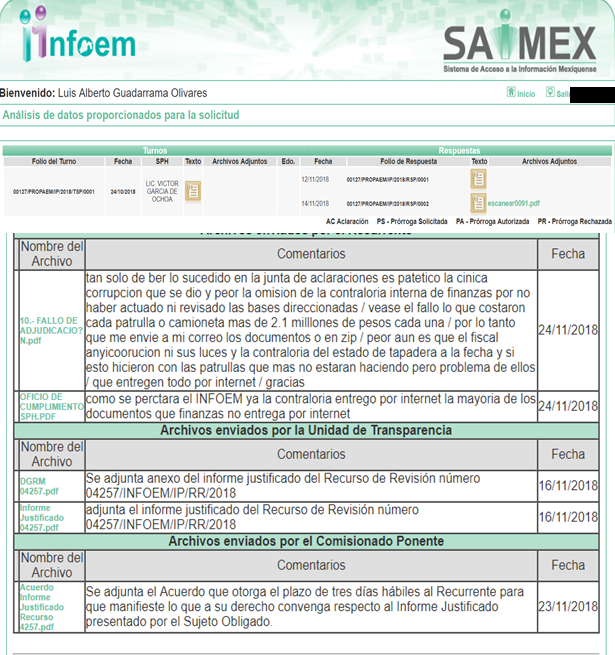 infoem
SAIMEX
Sistema de Acceso a la Información Mexiquense
Bienvenido: Luis Alberto Guadarrama Olivares
Inicio
Análisis de datos proporcionados para la solicitud
Turnos Respuestas
Folio del Turno Fecha SPH Texto Archivos Adjuntos Edo. Fecha Folio de Respuesta Texto Archivos Adjuntos
00127/PROPAEM/IP/2018/TSP/0001 24/10/2018 LIC. VICTOR
GARCIA DE
OCHOA
12/11/2018 00127/PROPAEM/IP/2018/RSP/0001
14/11/2018 00127/PROPAEM/IP/2018/RSP/0002 escanear0091.pdf
AC Aclaración PS - Prórroga Solicitada PA - Prórroga Autorizada PR - Prórroga Rechazada
Archivos enviados por el Recurrente
Nombre del
Archivo Comentarios Fecha
10.- FALLO DE
ADJUDICACIO?
N.pdf
tan solo de ber lo sucedido en la junta de aclaraciones es patetico la cinica
corrupcion que se dio y peor la omision de la contraloria interna de finanzas por no
haber actuado ni revisado las bases direccionadas / vease el fallo lo que costaron
cada patrulla o camioneta mas de 2.1 milllones de pesos cada una / por lo tanto
que me envie a mi correo los documentos o en zip / peor aun es que el fiscal
anyicoorucion ni sus luces y la contraloria del estado de tapadera a la fecha y si
esto hicieron con las patrullas que mas no estaran haciendo pero problema de ellos
/ que entregen todo por internet / gracias
24/11/2018
OFICIO DE
CUMPLIMIENTO
SPH.PDF
como se perctara el INFOEM ya la contraloria entrego por internet la mayoria de los
documentos que finanzas no entrega por internet
24/11/2018
Archivos enviados por la Unidad de Transparencia
Nombre del
Archivo Comentarios Fecha
DGRM
04257.pdf
Se adjunta anexo del informe justificado del Recurso de Revisión número
04257/INFOEM/IP/RR/2018
16/11/2018
Informe
Justificado
04257.pdf
adjunta el informe justificado del Recurso de Revisión número
04257/INFOEM/IP/RR/2018
16/11/2018
Archivos enviados por el Comisionado Ponente
Nombre del
Archivo Comentarios Fecha
Acuerdo
Informe
Justificado
Recurso
4257.pdf
Se adjunta el Acuerdo que otorga el plazo de tres días hábiles al Recurrente para
que manifieste lo que a su derecho convenga respecto al Informe Justificado
presentado por el Sujeto Obligado.
23/11/2018